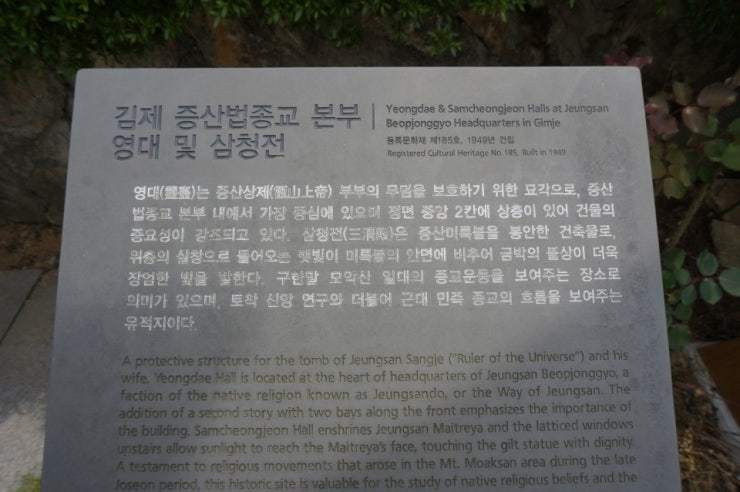 김제 증산법종교 본부
영대 및 삼청전
Yeongdae & Samcheongjeon Halls at Jeungsan
Beopjonggyo Headquarters in Gimje
등록문화재 제185호, 1949년 건립
Registered Cultural Heritage No. 185, Built in 1949
영대(靈臺)는 증산상제(甑山上帝) 부부의 무덤을 보호하기 위한 묘각으로, 증산
법종교 본부 내에서 가장 중심에 있으며 정면 중앙 2칸에 상층이 있어 건물의
중요성이 강조되고 있다. 삼청전(三淸殿)은 증산미륵불을 봉안한 건축물로,
위층의 살창으로 들어오는 햇빛이 미륵불의 안면에 비추어 금박의 불상이 더욱
장엄한 빛을 발한다. 구한말 모악산 일대의 종교운동을 보여주는 장소로
의미가 있으며, 토착 신앙 연구와 더불어 근대 민족 종교의 흐름을 보여주는
유적지이다.
A protective structure for the tomb of Jeungsan Sangje ("Ruler of the Universe") and his
wife, Yeongdae Hall is located at the heart of headquarters of Jeungsan Beopjonggyo, a
faction of the native religion known as Jeungsando, or the Way of Jeungsan. The
addition of a second story with two bays along the front emphasizes the importance of
the building. Samcheongjeon Hall enshrines Jeungsan Maitreya and the latticed windows
upstairs allow sunlight to reach the Maitreya's face, touching the gilt statue with dignity.
A testament to religious movements that arose in the Mt. Moaksan area during the late
Joseon period, this historic site is valuable for the study of native religious beliefs and the